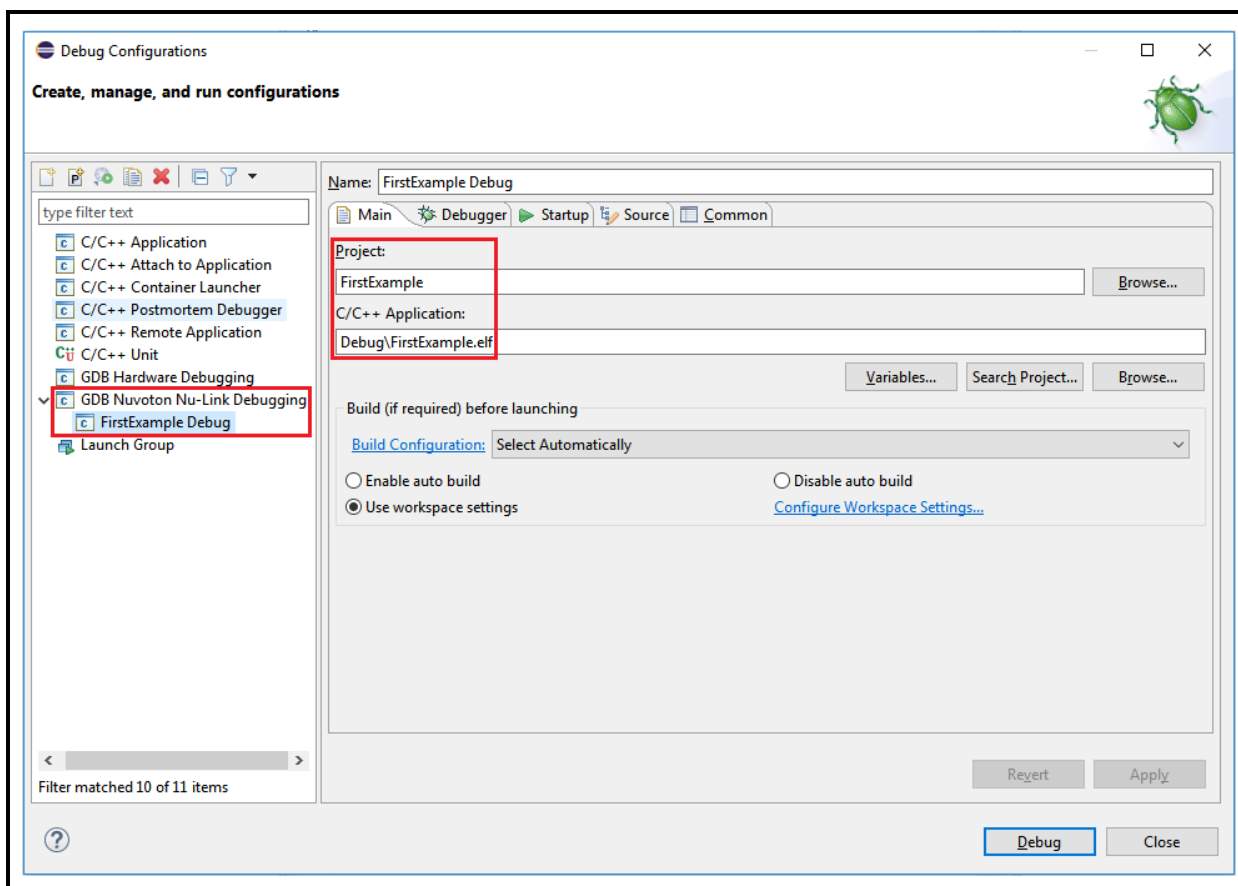 Debug Configurations
Create, manage, and run configurations
type filter text
C/C++ Application
C/C++ Attach to Application
C/C++ Container Launcher
C/C++ Postmortem Debugger
C/C++ Remote Application
C/C++ Unit
GDB Hardware Debugging
GDB Nuvoton Nu-Link Debugging
FirstExample Debug
Launch Group
Filter matched 10 of 11 items
Name: FirstExample Debug
Main Debugger Startup Source Common
Project:
FirstExample Browse...
C/C++ Application:
Debug\FirstExample.elf
Variables... Search Project... Browse...
Build (if required) before launching
Build Configuration: Select Automatically
Enable auto build Disable auto build
Use workspace settings Configure Workspace Settings...
Revert Apply
Debug Close